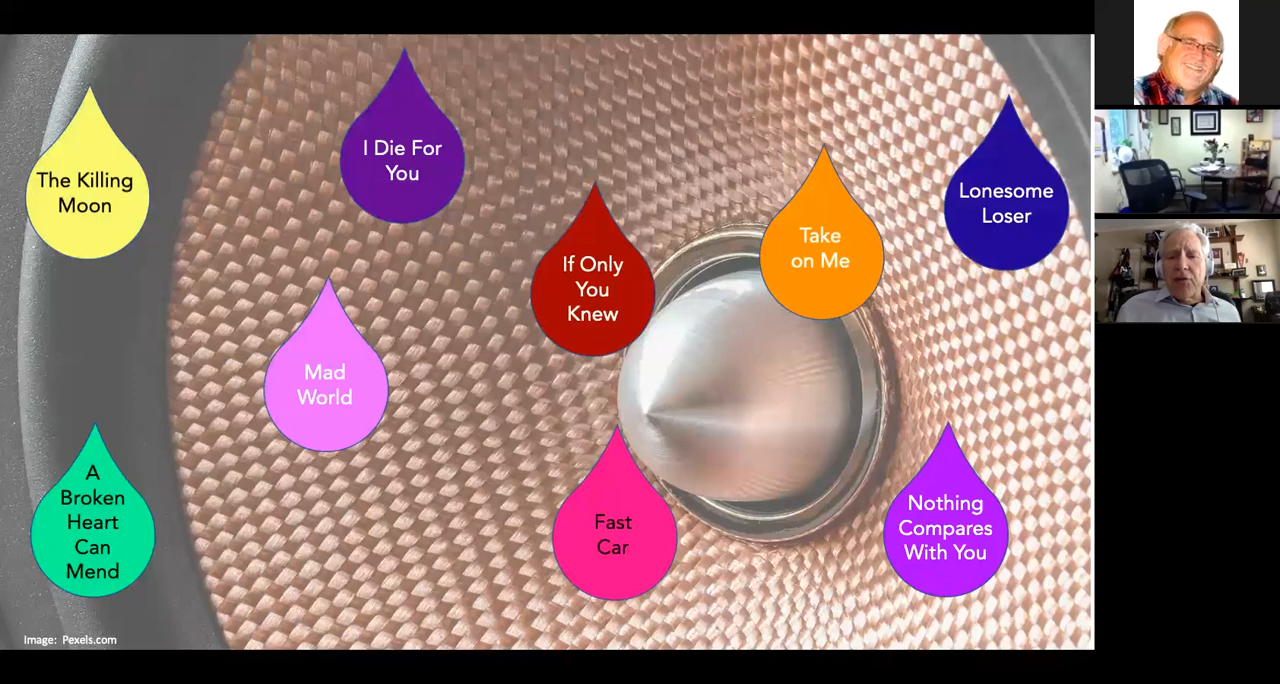 The Killing
Moon
I Die For
You
If Only
You
Knew
Take
on Me
Lonesome
Loser
Mad
World
A
Broken
Heart
Can
Mend
Fast
Car
Nothing
Compares
With You
Image: Pexels.com